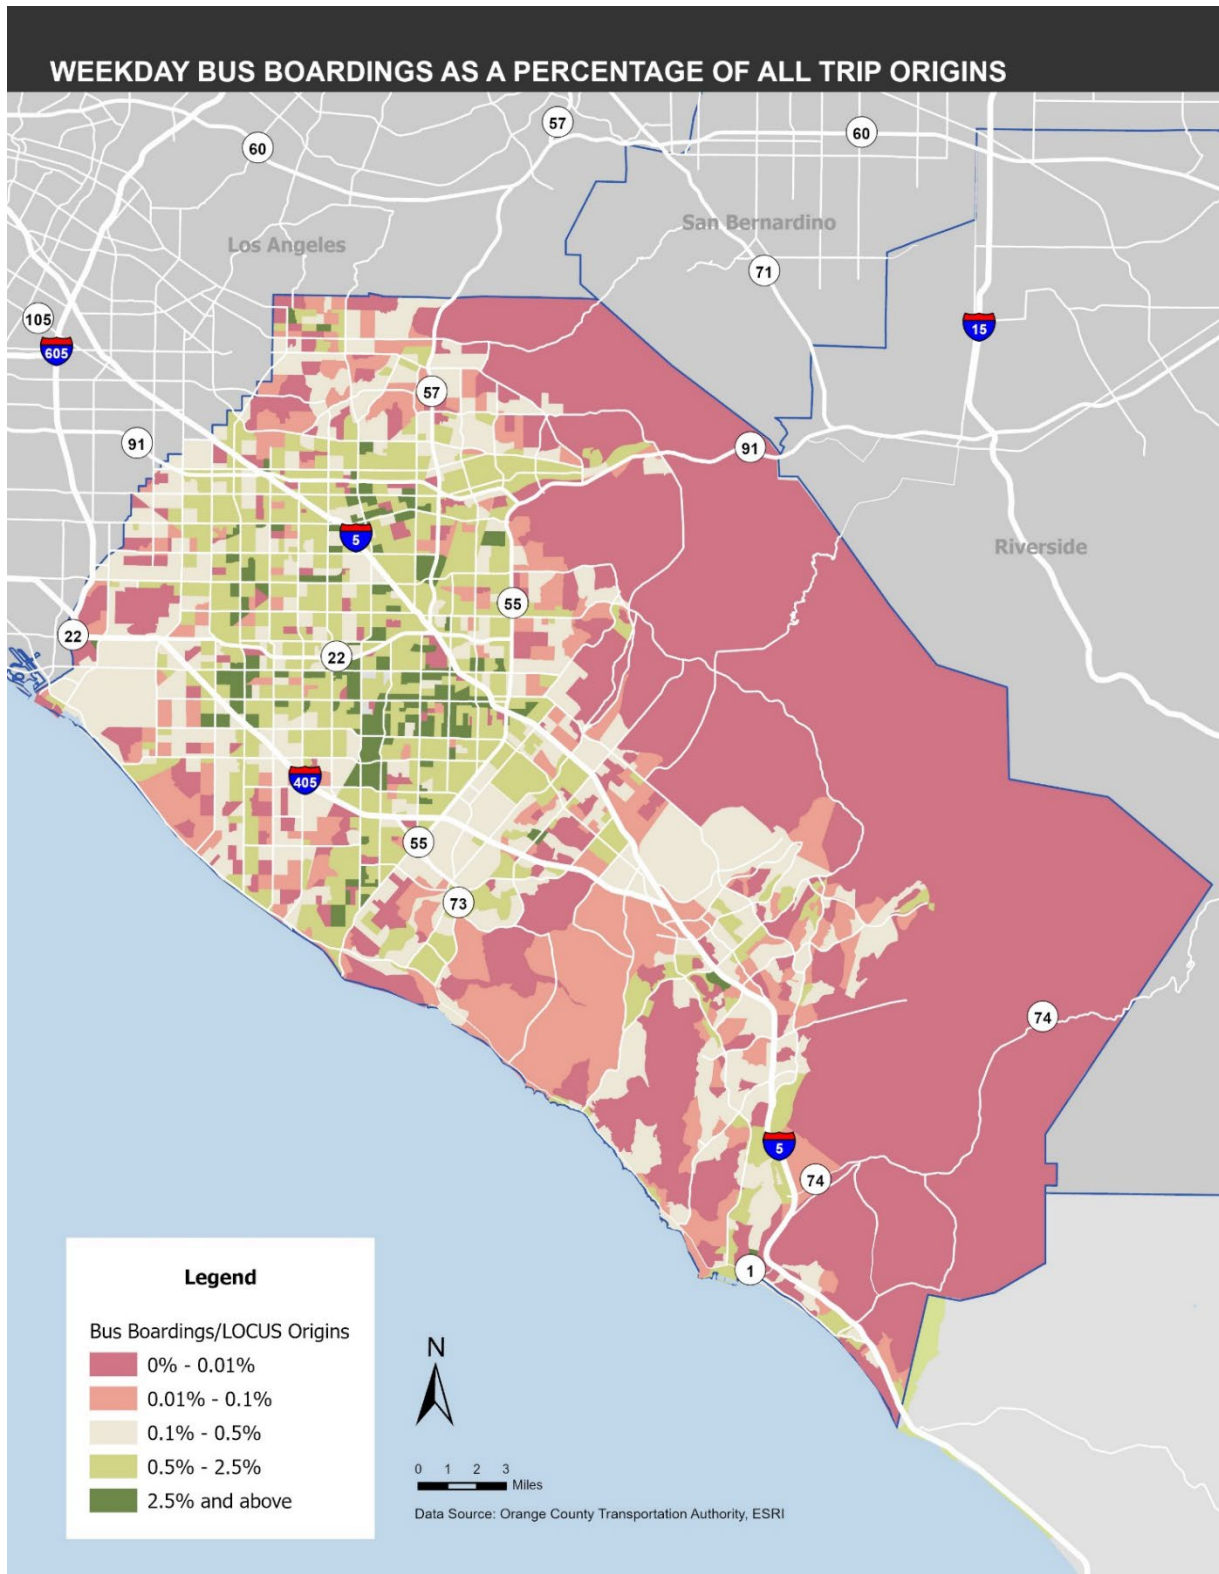 WEEKDAY BUS BOARDINGS AS A PERCENTAGE OF ALL TRIP ORIGINS
57
60
60
Los Angeles
San Bernardino
71
105
605
15
57
91
91
5
Riverside
55
22
22
405
55
73
74
5
74
1
Legend
Bus Boardings/LOCUS Origins
0% - 0.01%
0.01% - 0.1%
0.1% - 0.5%
0.5% - 2.5%
2.5% and above
N
0 1 2 3
Miles
Data Source: Orange County Transportation Authority, ESRI